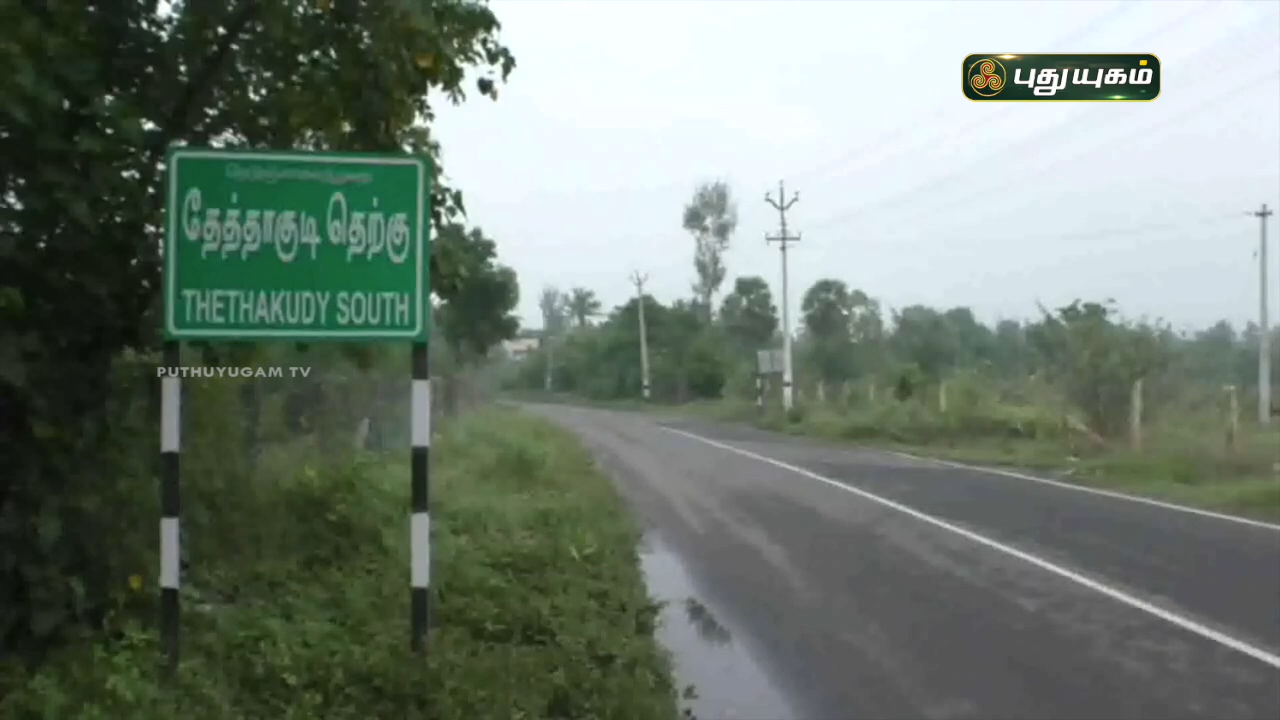 புதுயுகம்
நெடுஞ்சாலைத்துறை
தேத்தாகுடி தெற்கு
THETHAKUDY SOUTH
PUTHUYUGAM TV